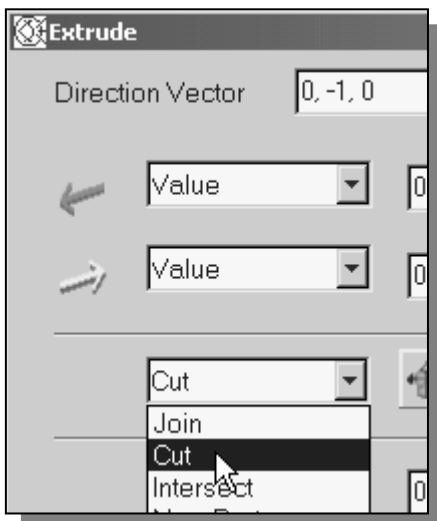 Extrude
Direction Vector 0, -1, 0
Value 0
Value 0
Cut
Join
Cut
Intersect 0